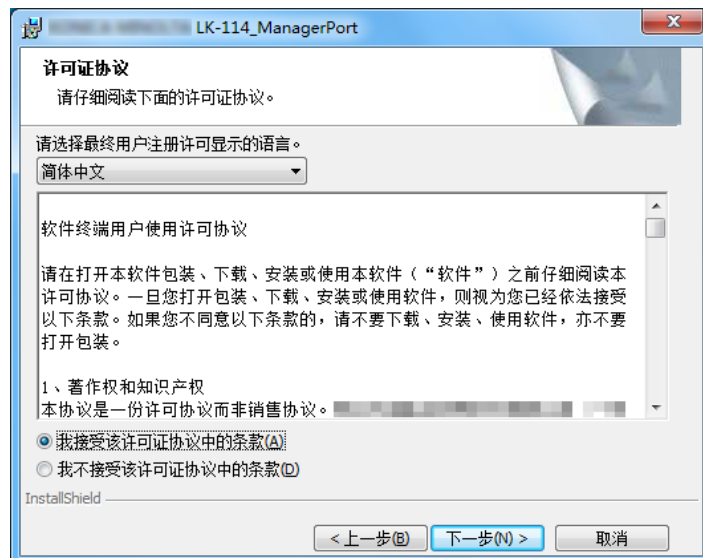 LK-114_ManagerPort
许可证协议
请仔细阅读下面的许可证协议。
请选择最终用户注册许可显示的语言。
简体中文
软件终端用户使用许可协议
请在打开本软件包装、下载、安装或使用本软件（“软件”）之前仔细阅读本
许可协议。一旦您打开包装、下载、安装或使用软件，则视为您已经依法接受
以下条款。如果您不同意以下条款的，请不要下载、安装、使用软件，亦不要
打开包装。
1、著作权和知识产权
本协议是一份许可协议而非销售协议。
我接受该许可证协议中的条款(A)
我不接受该许可证协议中的条款(D)
InstallShield
<上一步(B) 下一步(N) > 取消